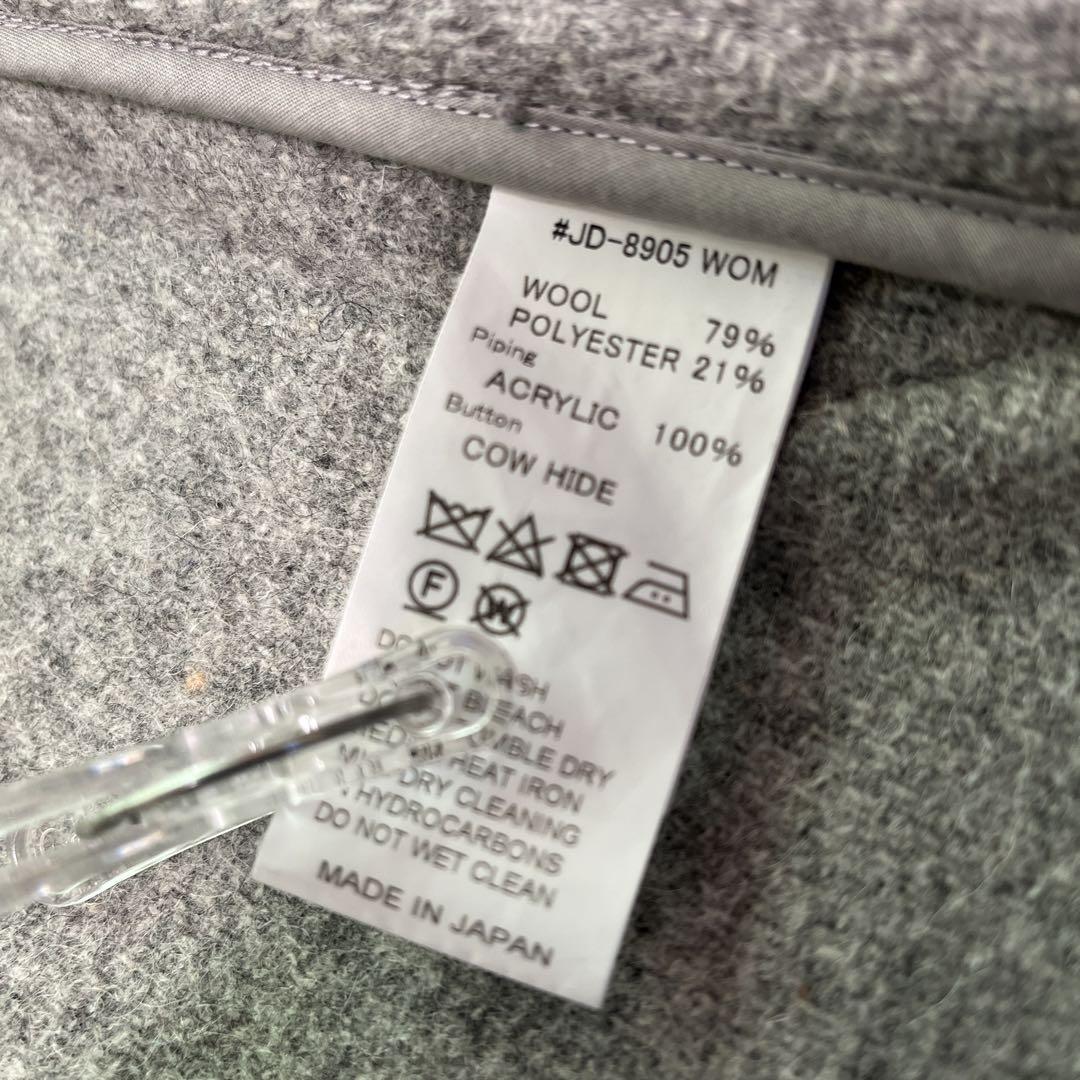 #JD-8905 WOM
WOOL 79%
POLYESTER 21%
Piping
ACRYLIC 100%
Button
COW HIDE
F
W
DO NOT WASH
BLEACH
TUMBLE DRY
HEAT IRON
DRY CLEANING
HYDROCARBONS
DO NOT WET CLEAN
MADE IN JAPAN